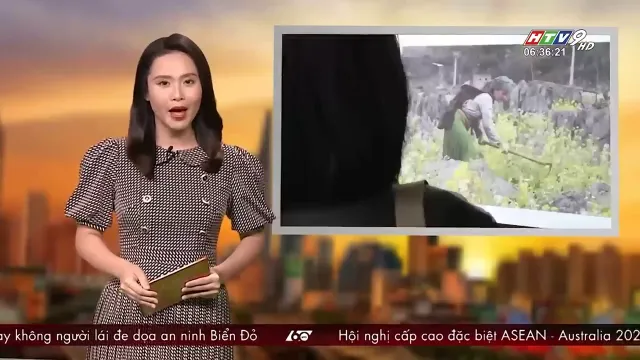 HTV9 HD
06:36:21
ay không người lái đe dọa an ninh Biển Đỏ 60 Hội nghị cấp cao đặc biệt ASEAN - Australia 202